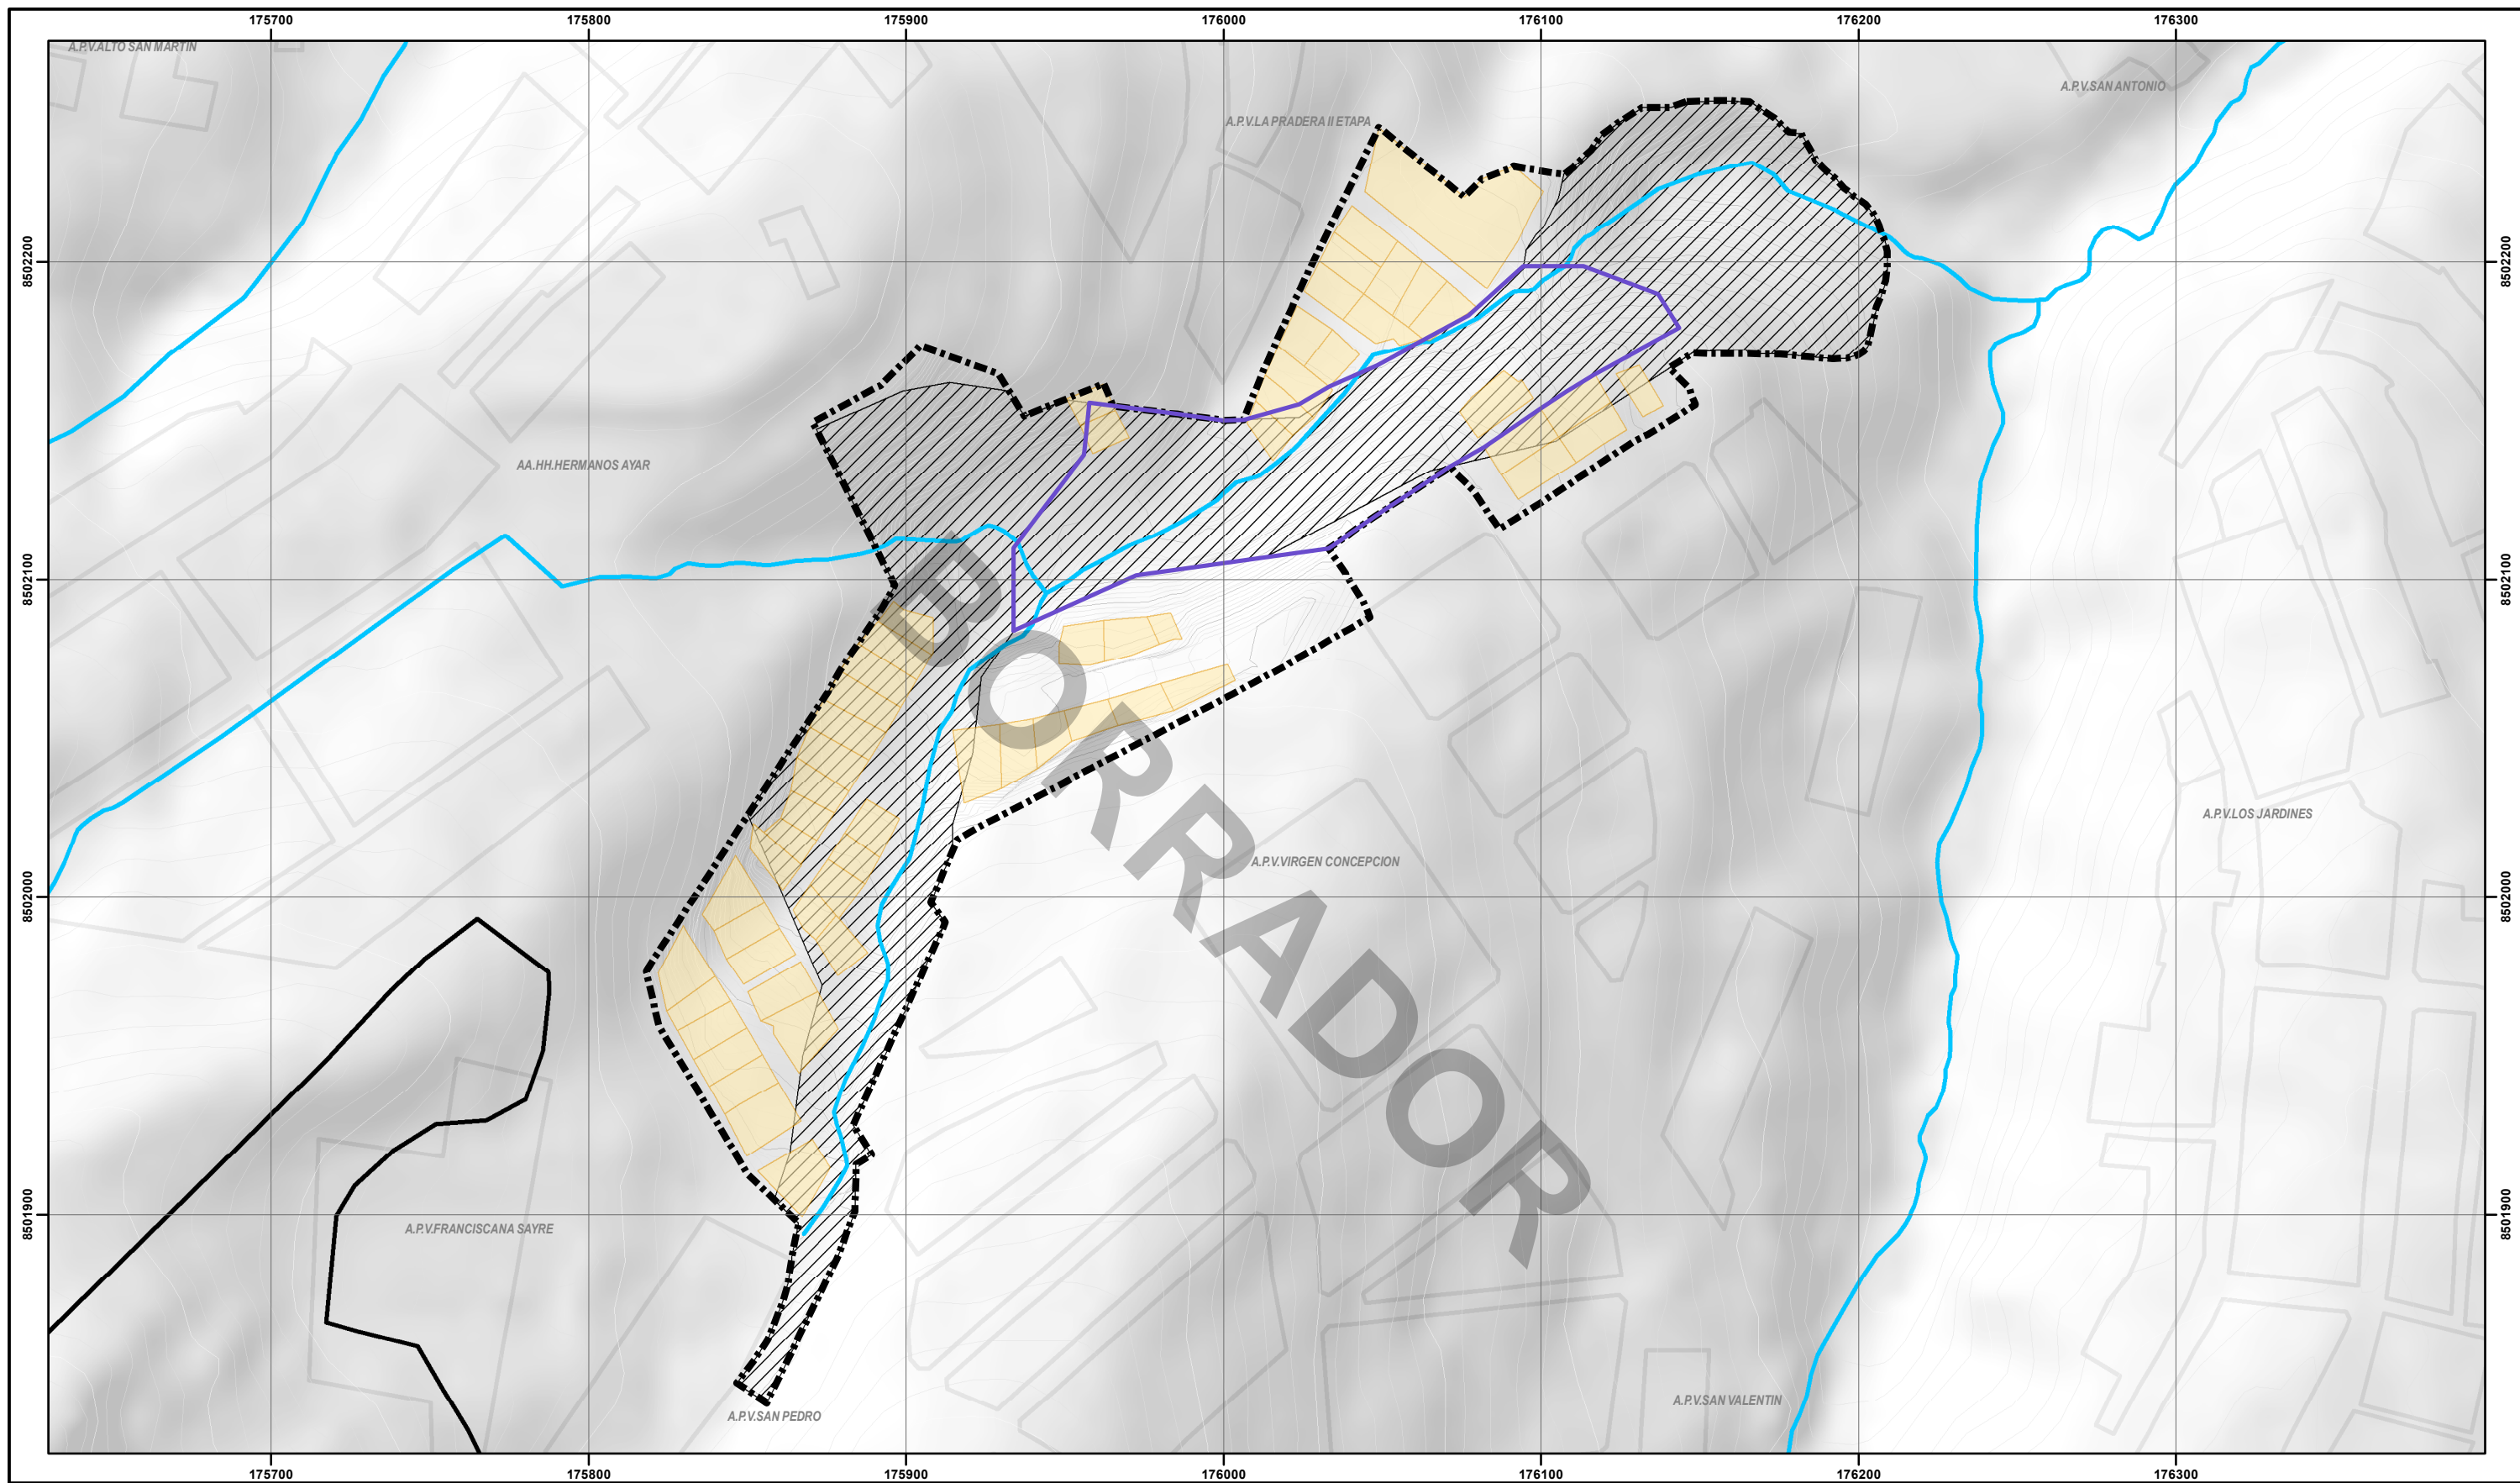 175700 175800 175900 176000 176100 176200 176300
A.P.V.ALTO SAN MARTIN
A.P.V.SAN ANTONIO
A.P.V.LA PRADERA II ETAPA
8502200 8502200
AA.HH.HERMANOS AYAR
8502100 8502100
BORRADOR
A.P.V.LOS JARDINES
A.P.V.VIRGEN CONCEPCION
8502000 8502000
8501900 8501900
A.P.V.FRANCISCANA SAYRE
A.P.V.SAN VALENTIN
A.P.V.SAN PEDRO
175700 175800 175900 176000 176100 176200 176300